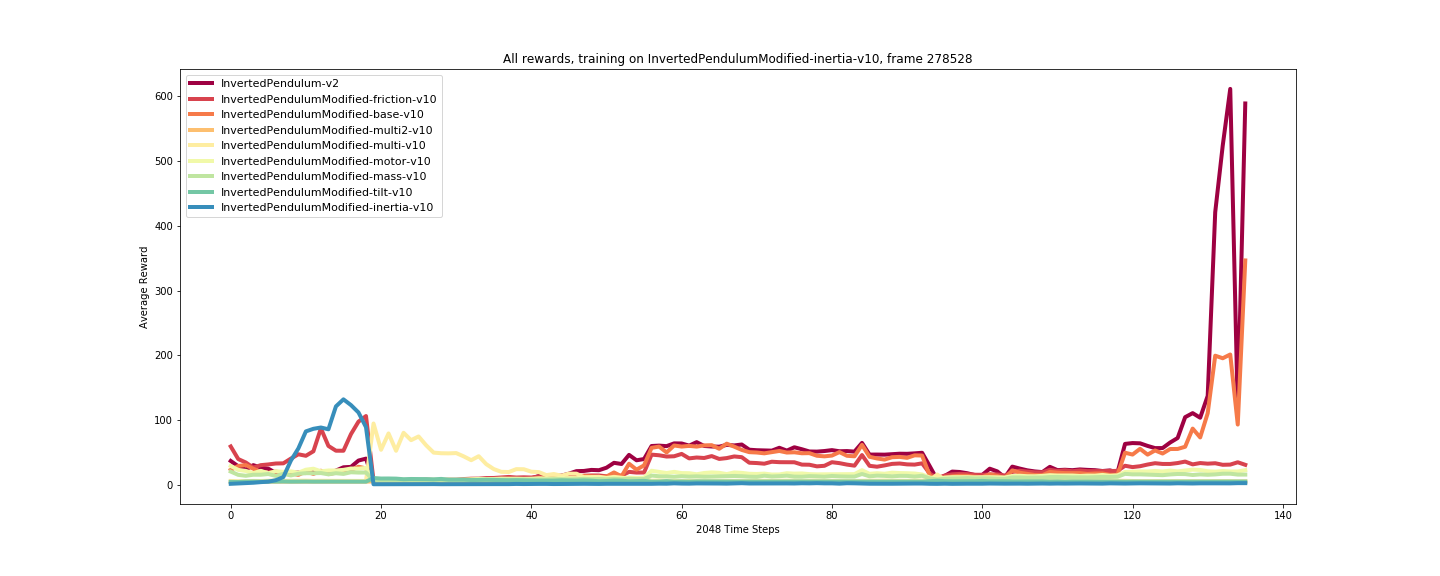 All rewards, training on InvertedPendulumModified-inertia-v10, frame 278528
InvertedPendulum-v2
InvertedPendulumModified-friction-v10
InvertedPendulumModified-base-v10
InvertedPendulumModified-multi2-v10
InvertedPendulumModified-multi-v10
InvertedPendulumModified-motor-v10
InvertedPendulumModified-mass-v10
InvertedPendulumModified-tilt-v10
InvertedPendulumModified-inertia-v10
600
500
400
300
200
100
0
Average Reward
0 20 40 60 80 100 120 140
2048 Time Steps